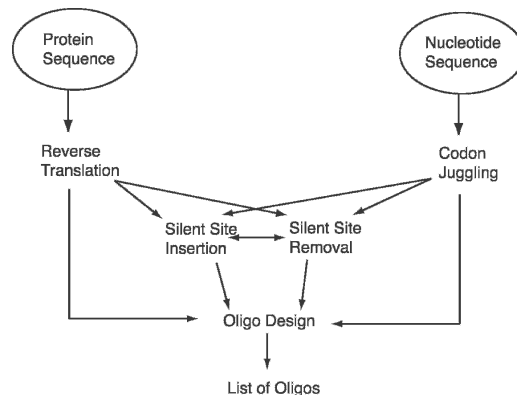 Protein
Sequence
Nucleotide
Sequence
Reverse
Translation
Codon
Juggling
Silent Site
Insertion
Silent Site
Removal
Oligo Design
List of Oligos